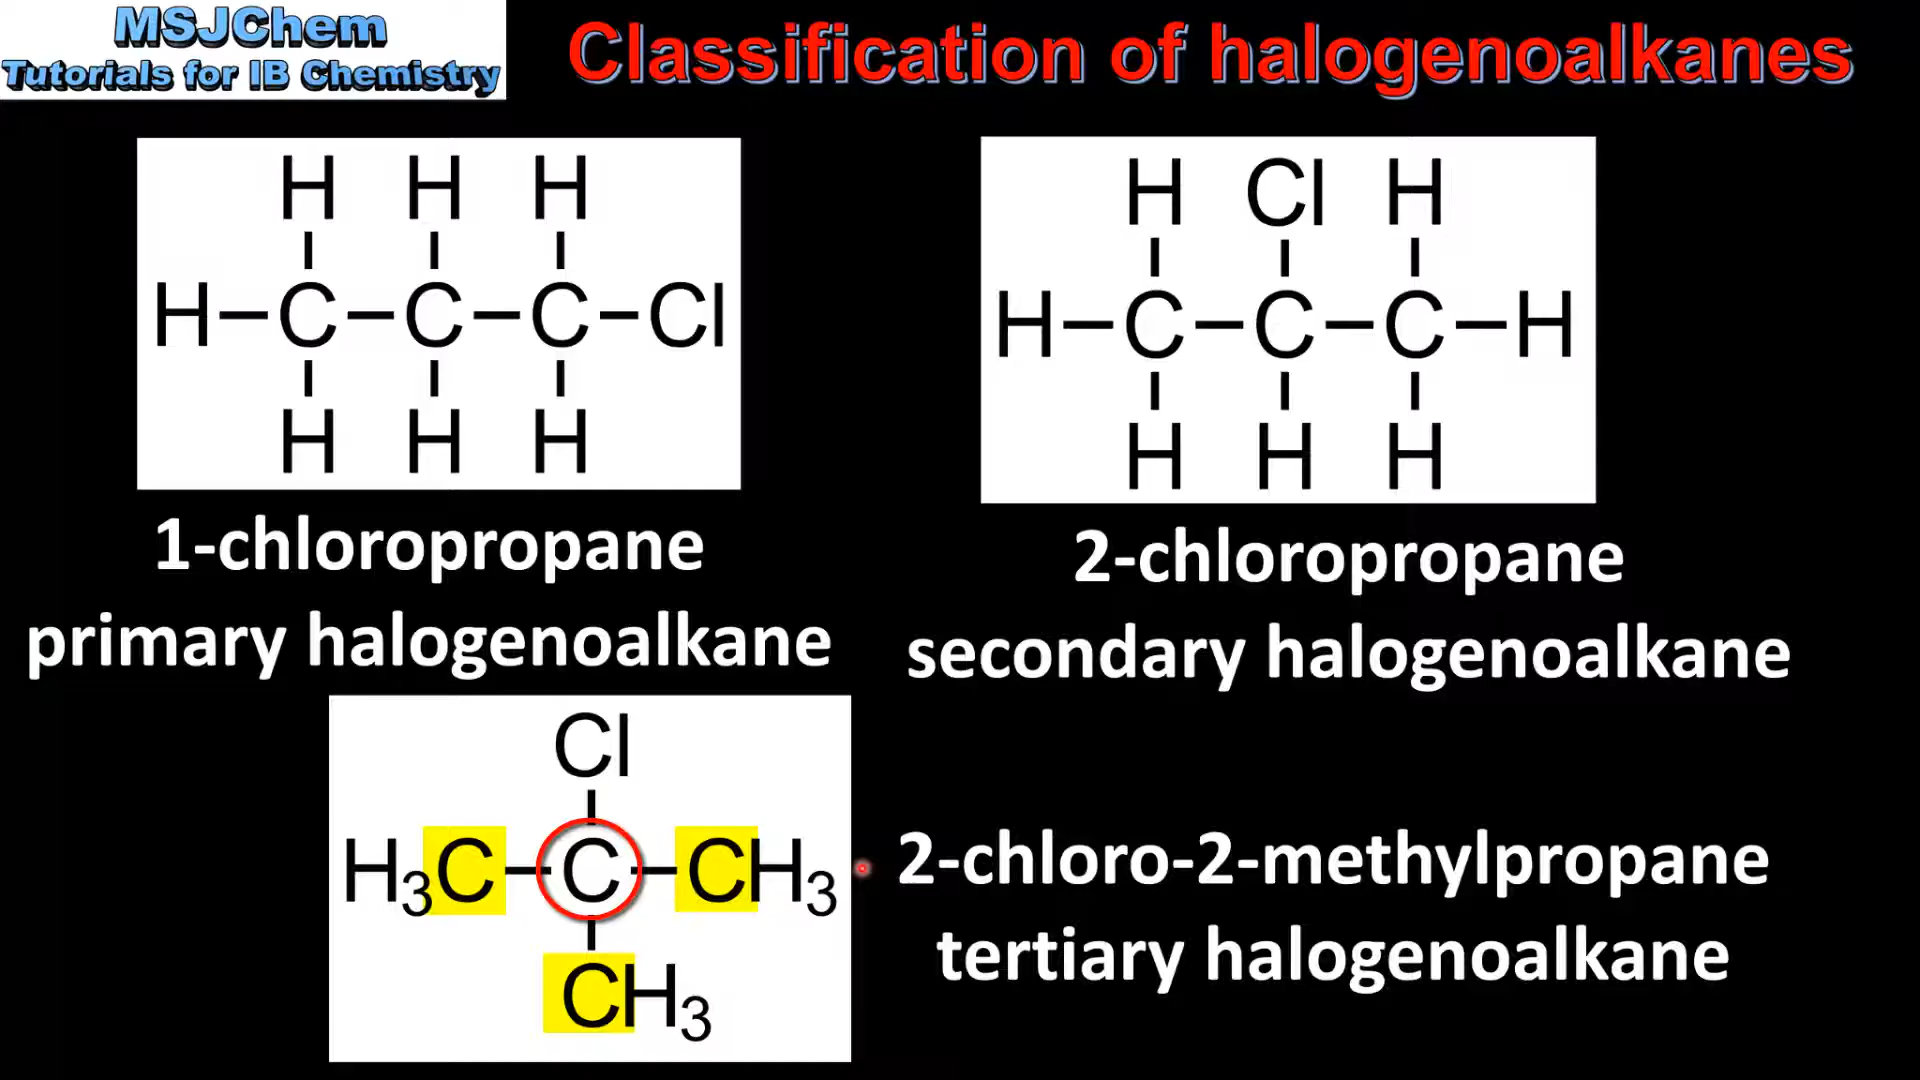 MSJChem
Tutorials for IB Chemistry
Classification of halogenoalkanes
H H H
H C C C Cl
H H H
1-chloropropane
primary halogenoalkane
H Cl H
H C C C H
H H H
2-chloropropane
secondary halogenoalkane
Cl
H3C C CH3
CH3
2-chloro-2-methylpropane
tertiary halogenoalkane